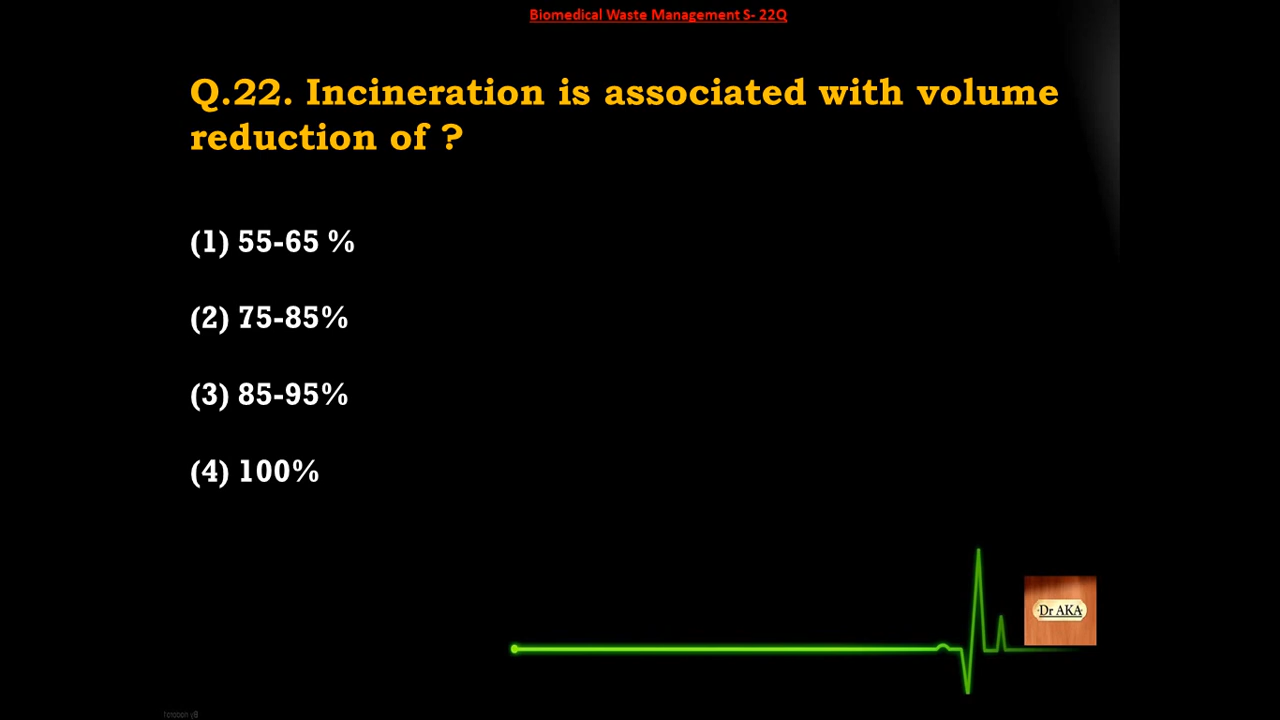 Biomedical Waste Management S- 22Q
Q.22. Incineration is associated with volume
reduction of ?
(1) 55-65 %
(2) 75-85%
(3) 85-95%
(4) 100%
Dr AKA